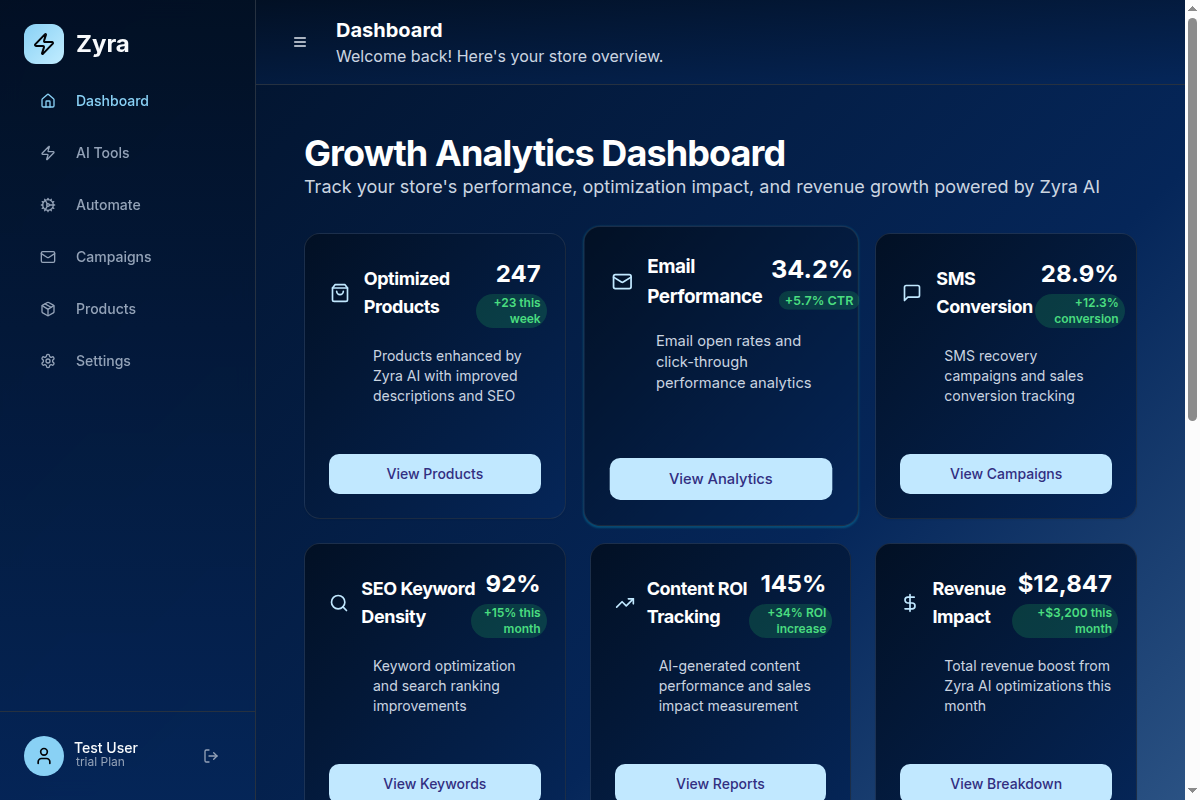 Zyra
Dashboard
AI Tools
Automate
Campaigns
Products
Settings
Test User
trial Plan
Dashboard
Welcome back! Here's your store overview.
Growth Analytics Dashboard
Track your store's performance, optimization impact, and revenue growth powered by Zyra AI
Optimized
Products
247
+23 this
week
Products enhanced by
Zyra AI with improved
descriptions and SEO
View Products
Email
Performance
34.2%
+5.7% CTR
Email open rates and
click-through
performance analytics
View Analytics
SMS
Conversion
28.9%
+12.3%
conversion
SMS recovery
campaigns and sales
conversion tracking
View Campaigns
SEO Keyword
Density
92%
+15% this
month
Keyword optimization
and search ranking
improvements
View Keywords
Content ROI
Tracking
145%
+34% ROI
increase
AI-generated content
performance and sales
impact measurement
View Reports
Revenue
Impact
$12,847
+$3,200 this
month
Total revenue boost from
Zyra AI optimizations this
month
View Breakdown